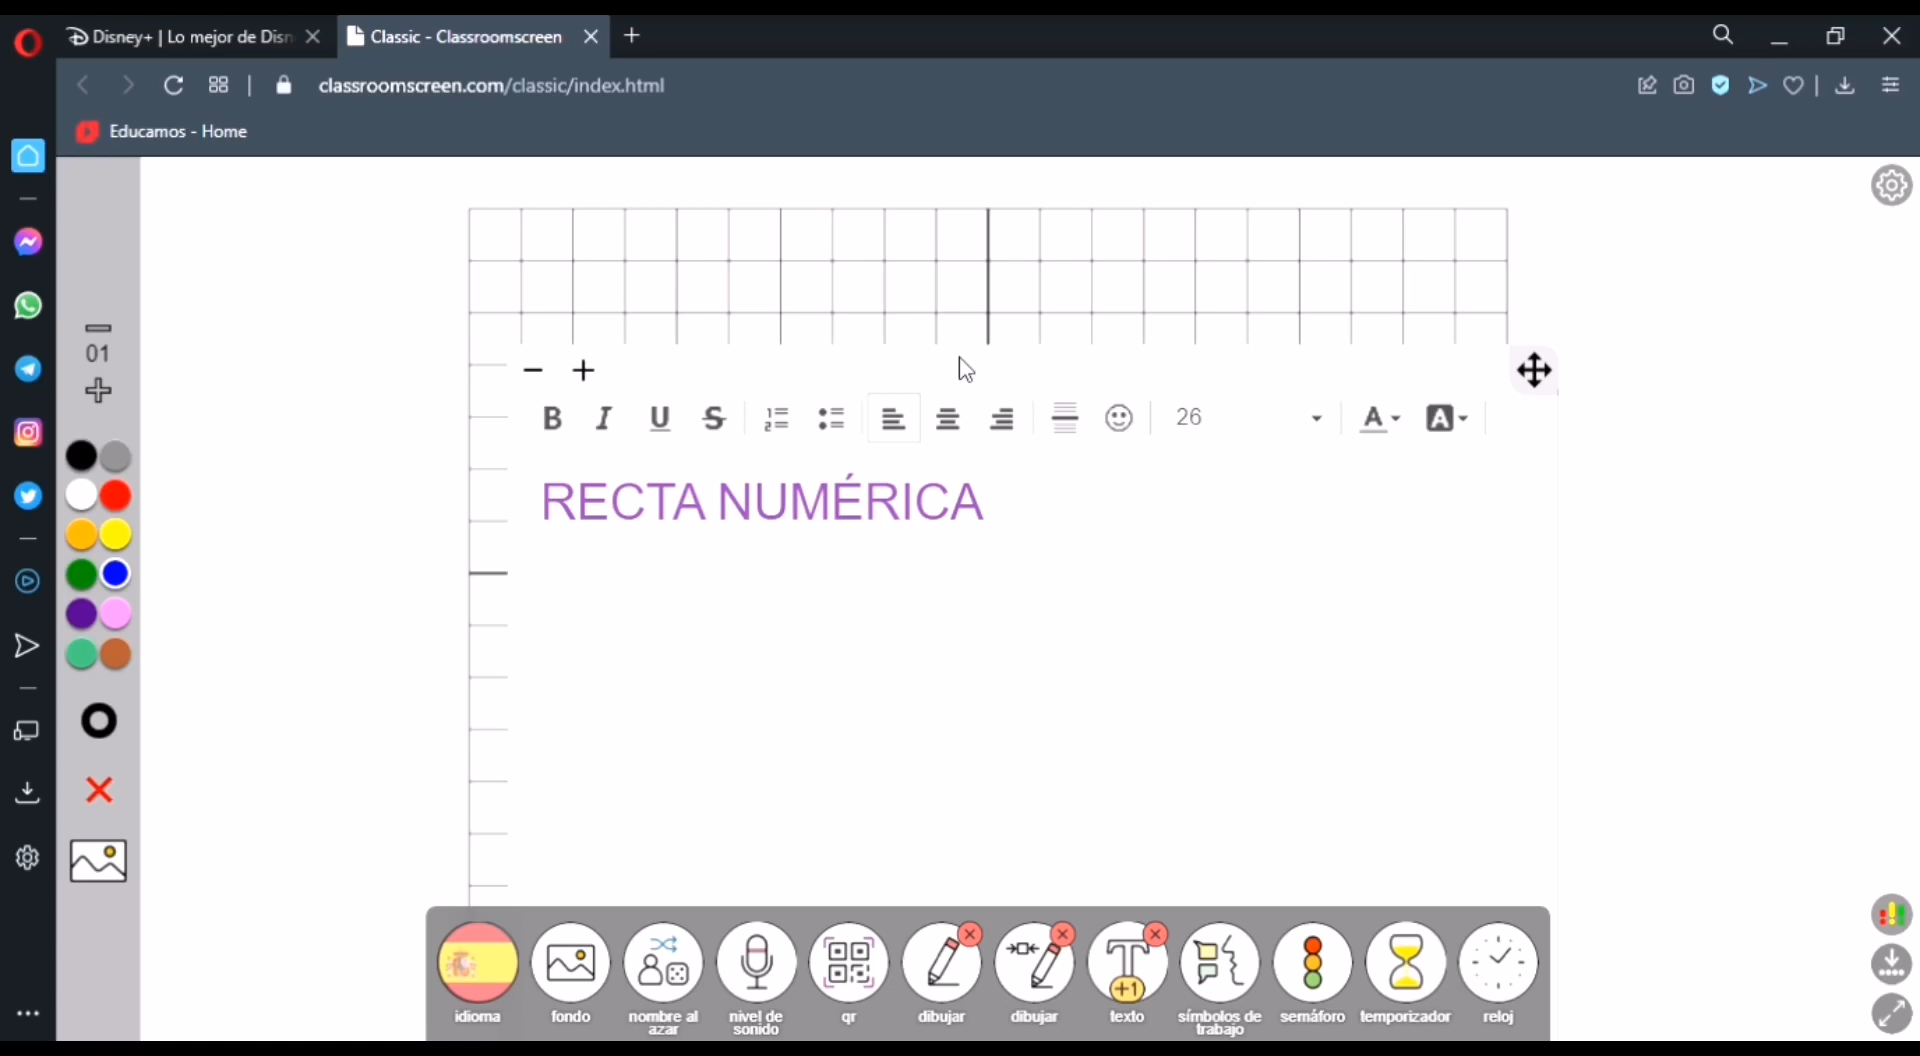 Disney+ | Lo mejor de Disn
Classic - Classroomscreen
classroomscreen.com/classic/index.html
Educamos - Home
01
B I U S 26 A A
RECTA NUMÉRICA
+1
idioma fondo nombre al azar nivel de sonido qr dibujar dibujar texto símbolos de trabajo semáforo temporizador reloj